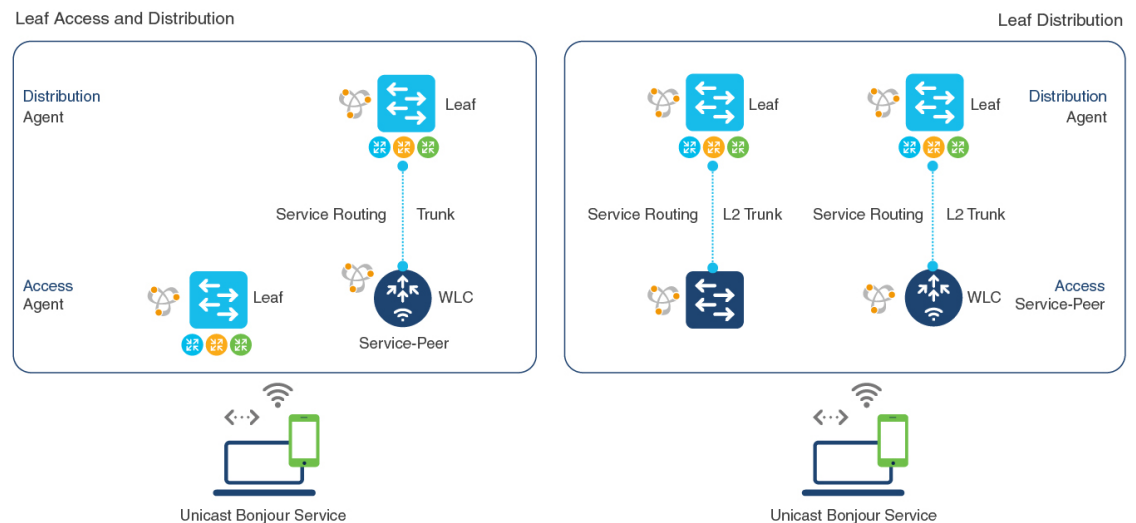 Leaf Access and Distribution
Leaf Distribution
Distribution
Agent
Leaf
Service Routing
Trunk
Access
Agent
Leaf
WLC
Service-Peer
Leaf
Leaf
Distribution
Agent
Service Routing
L2 Trunk
Service Routing
L2 Trunk
WLC
Access
Service-Peer
Unicast Bonjour Service
Unicast Bonjour Service